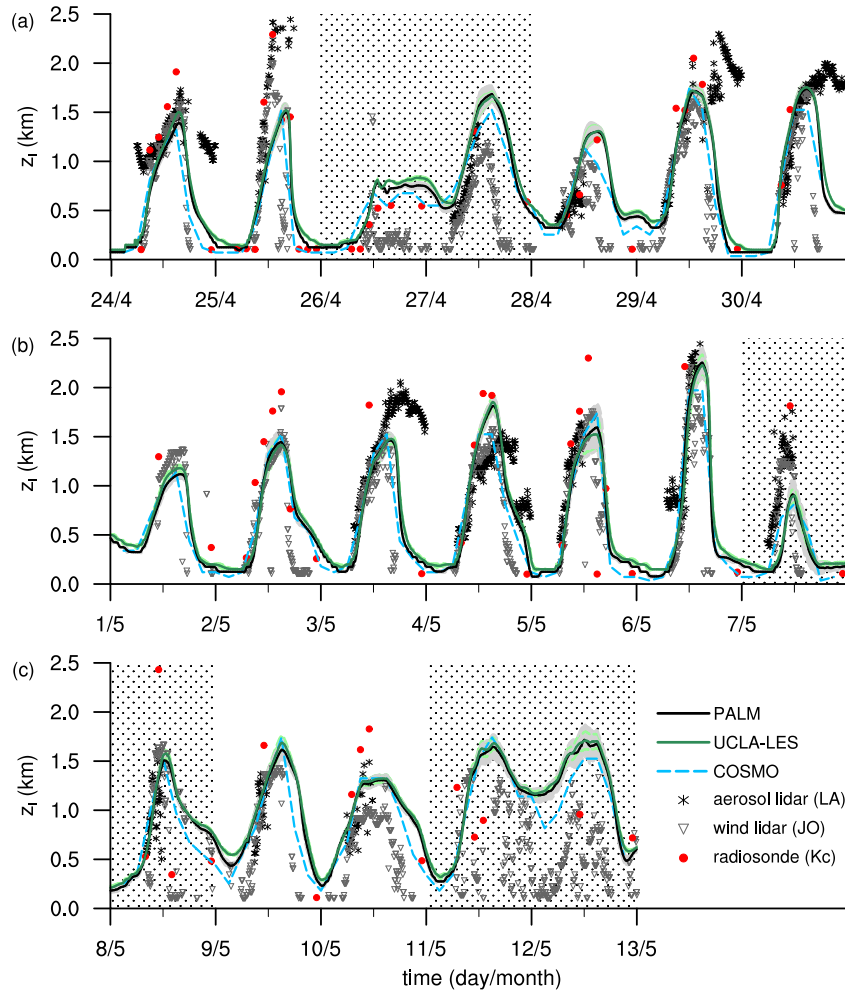 (a)
2.5
2.0
1.5
1.0
0.5
0.0
zI (km)
24/4 25/4 26/4 27/4 28/4 29/4 30/4
(b)
2.5
2.0
1.5
1.0
0.5
0.0
zI (km)
1/5 2/5 3/5 4/5 5/5 6/5 7/5
(c)
2.5
2.0
1.5
1.0
0.5
0.0
zI (km)
PALM
UCLA-LES
COSMO
aerosol lidar (LA)
wind lidar (JO)
radiosonde (Kc)
8/5 9/5 10/5 11/5 12/5 13/5
time (day/month)